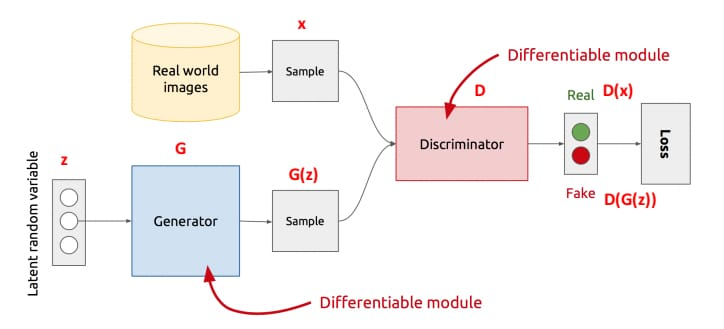 x
Real world
images
Sample
Differentiable module
D
Real
D(x)
Discriminator
Loss
Fake
D(G(z))
Latent random variable
z
G
Generator
G(z)
Sample
Differentiable module